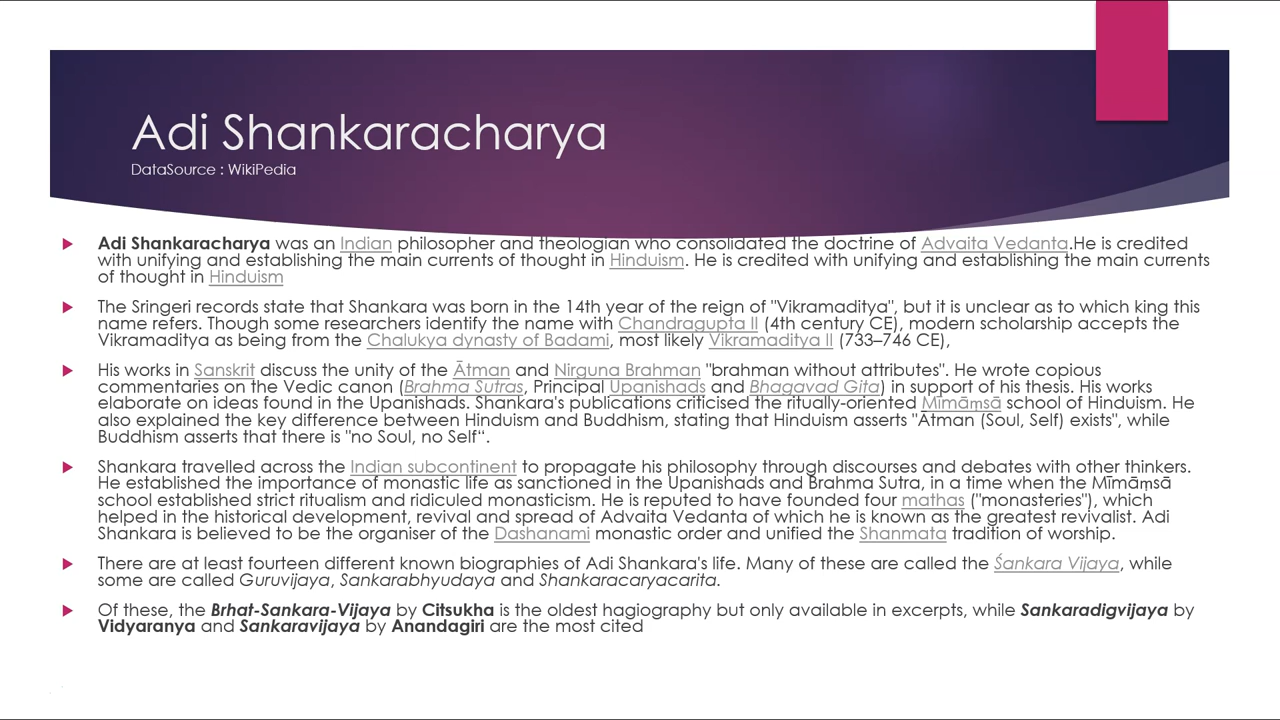 Adi Shankaracharya
DataSource : WikiPedia
Adi Shankaracharya was an Indian philosopher and theologian who consolidated the doctrine of Advaita Vedanta.He is credited
with unifying and establishing the main currents of thought in Hinduism. He is credited with unifying and establishing the main currents
of thought in Hinduism
The Sringeri records state that Shankara was born in the 14th year of the reign of "Vikramaditya", but it is unclear as to which king this
name refers. Though some researchers identify the name with Chandragupta II (4th century CE), modern scholarship accepts the
Vikramaditya as being from the Chalukya dynasty of Badami, most likely Vikramaditya II (733–746 CE),
His works in Sanskrit discuss the unity of the Ātman and Nirguna Brahman "brahman without attributes". He wrote copious
commentaries on the Vedic canon (Brahma Sutras, Principal Upanishads and Bhagavad Gita) in support of his thesis. His works
elaborate on ideas found in the Upanishads. Shankara's publications criticised the ritually-oriented Mīmāṃsā school of Hinduism. He
also explained the key difference between Hinduism and Buddhism, stating that Hinduism asserts "Ātman (Soul, Self) exists", while
Buddhism asserts that there is "no Soul, no Self“.
Shankara travelled across the Indian subcontinent to propagate his philosophy through discourses and debates with other thinkers.
He established the importance of monastic life as sanctioned in the Upanishads and Brahma Sutra, in a time when the Mīmāṃsā
school established strict ritualism and ridiculed monasticism. He is reputed to have founded four mathas ("monasteries"), which
helped in the historical development, revival and spread of Advaita Vedanta of which he is known as the greatest revivalist. Adi
Shankara is believed to be the organiser of the Dashanami monastic order and unified the Shanmata tradition of worship.
There are at least fourteen different known biographies of Adi Shankara's life. Many of these are called the Śankara Vijaya, while
some are called Guruvijaya, Sankarabhyudaya and Shankaracaryacarita.
Of these, the Brhat-Sankara-Vijaya by Citsukha is the oldest hagiography but only available in excerpts, while Sankaradigvijaya by
Vidyaranya and Sankaravijaya by Anandagiri are the most cited